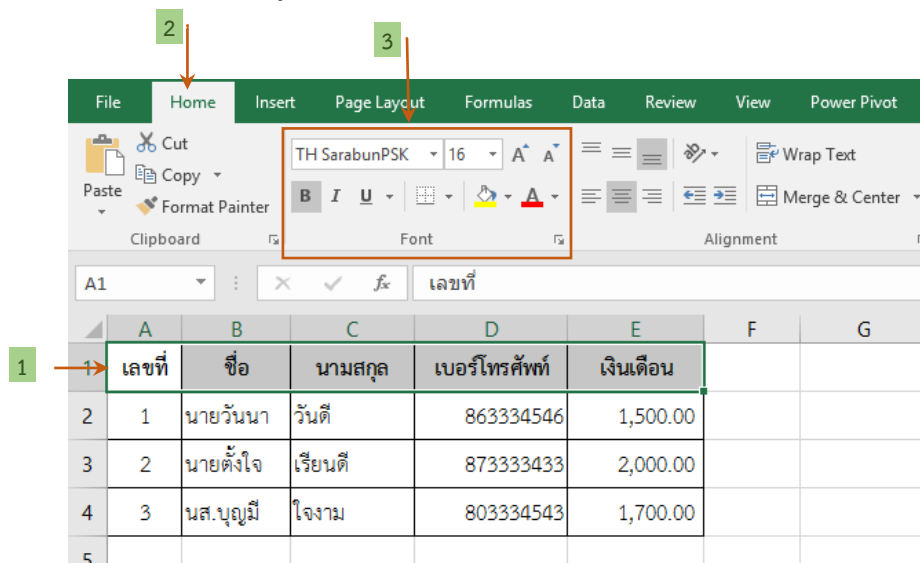 2
3
File Home Insert Page Layout Formulas Data Review View Power Pivot
Cut
Copy
Format Painter
Paste
TH SarabunPSK 16 A A
B I U A
Wrap Text
Merge & Center
Clipboard Font Alignment
A1 fx เลขที่
A B C D E F G
1
1 เลขที่ ชื่อ นามสกุล เบอร์โทรศัพท์ เงินเดือน
2 1 นายวันนา วันดี 863334546 1,500.00
3 2 นายตั้งใจ เรียนดี 873333433 2,000.00
4 3 นส.บุญมี ใจงาม 803334543 1,700.00
5